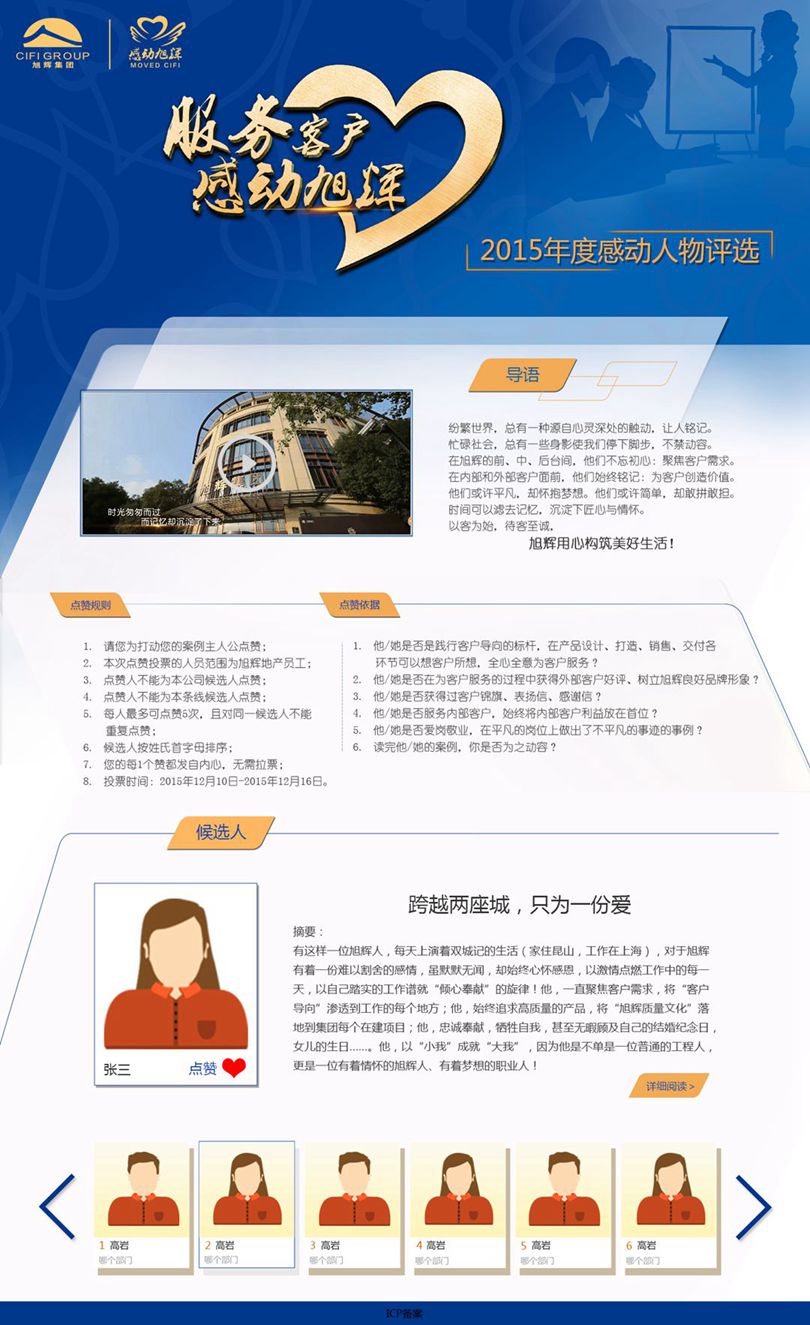 CIFI GROUP
旭辉集团
感动旭辉
MOVED CIFI
服务客户
感动旭辉
2015年度感动人物评选
导语
纷繁世界，总有一种源自心灵深处的触动，让人铭记。
忙碌社会，总有一些身影使我们停下脚步，不禁动容。
在旭辉的前、中、后台间，他们不忘初心：聚焦客户需求。
在内部和外部客户面前，他们始终铭记：为客户创造价值。
他们或许平凡，却怀抱梦想。他们或许简单，却敢拼敢担。
时间可以滤去记忆，沉淀下匠心与情怀。
以客为始，待客至诚，
旭辉用心构筑美好生活！
时光匆匆而过
而记忆却沉淀了下来
点赞规则
1. 请您为打动您的案例主人公点赞；
2. 本次点赞投票的人员范围为旭辉地产员工；
3. 点赞人不能为本公司候选人点赞；
4. 点赞人不能为本条线候选人点赞；
5. 每人最多可点赞5次，且对同一候选人不能
重复点赞；
6. 候选人按姓氏首字母排序；
7. 您的每1个赞都发自内心，无需拉票；
8. 投票时间：2015年12月10日-2015年12月16日。
点赞依据
1. 他/她是否是践行客户导向的标杆，在产品设计、打造、销售、交付各
环节可以想客户所想，全心全意为客户服务？
2. 他/她是否在为客户服务的过程中获得外部客户好评、树立旭辉良好品牌形象？
3. 他/她是否获得过客户锦旗、表扬信、感谢信？
4. 他/她是否服务内部客户，始终将内部客户利益放在首位？
5. 他/她是否爱岗敬业，在平凡的岗位上做出了不平凡的事迹的事例？
6. 读完他/她的案例，你是否为之动容？
候选人
张三 点赞
跨越两座城，只为一份爱
摘要：
有这样一位旭辉人，每天上演着双城记的生活（家住昆山，工作在上海），对于旭辉
有着一份难以割舍的感情，虽默默无闻，却始终心怀感恩，以激情点燃工作中的每一
天，以自己踏实的工作谱就“倾心奉献”的旋律！他，一直聚焦客户需求，将“客户
导向”渗透到工作的每个地方；他，始终追求高质量的产品，将“旭辉质量文化”落
地到集团每个在建项目；他，忠诚奉献，牺牲自我，甚至无暇顾及自己的结婚纪念日，
女儿的生日......。他，以“小我”成就“大我”，因为他是不单是一位普通的工程人，
更是一位有着情怀的旭辉人、有着梦想的职业人！
详细阅读>
1 高岩
哪个部门
2 高岩
哪个部门
3 高岩
哪个部门
4 高岩
哪个部门
5 高岩
哪个部门
6 高岩
哪个部门
ICP备案